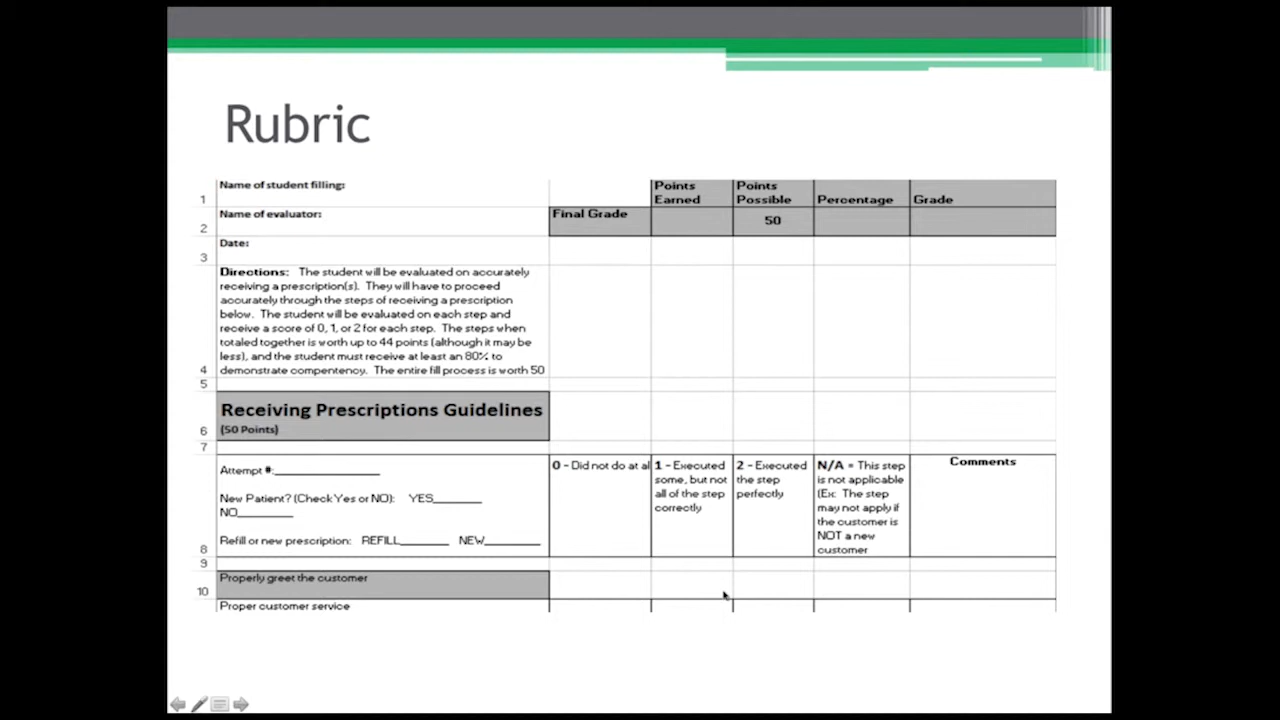 Rubric
1
Name of student filling:
Points Earned
Points Possible
Percentage
Grade
2
Name of evaluator:
Final Grade
50
3
Date:
Directions: The student will be evaluated on accurately
receiving a prescription(s). They will have to proceed
accurately through the steps of receiving a prescription
below. The student will be evaluated on each step and
receive a score of 0, 1, or 2 for each step. The steps when
totaled together is worth up to 44 points (although it may be
less), and the student must receive at least an 80% to
4
demonstrate compentency. The entire fill process is worth 50
5
Receiving Prescriptions Guidelines
6
(50 Points)
7
Attempt #:__________
New Patient? (Check Yes or NO): YES_______
NO________
8
Refill or new prescription: REFILL_______ NEW________
0 - Did not do at al
1 - Executed
some, but not
all of the step
correctly
2 - Executed
the step
perfectly
N/A = This step
is not applicable
(Ex: The step
may not apply if
the customer is
NOT a new
customer
Comments
9
10
Properly greet the customer
Proper customer service